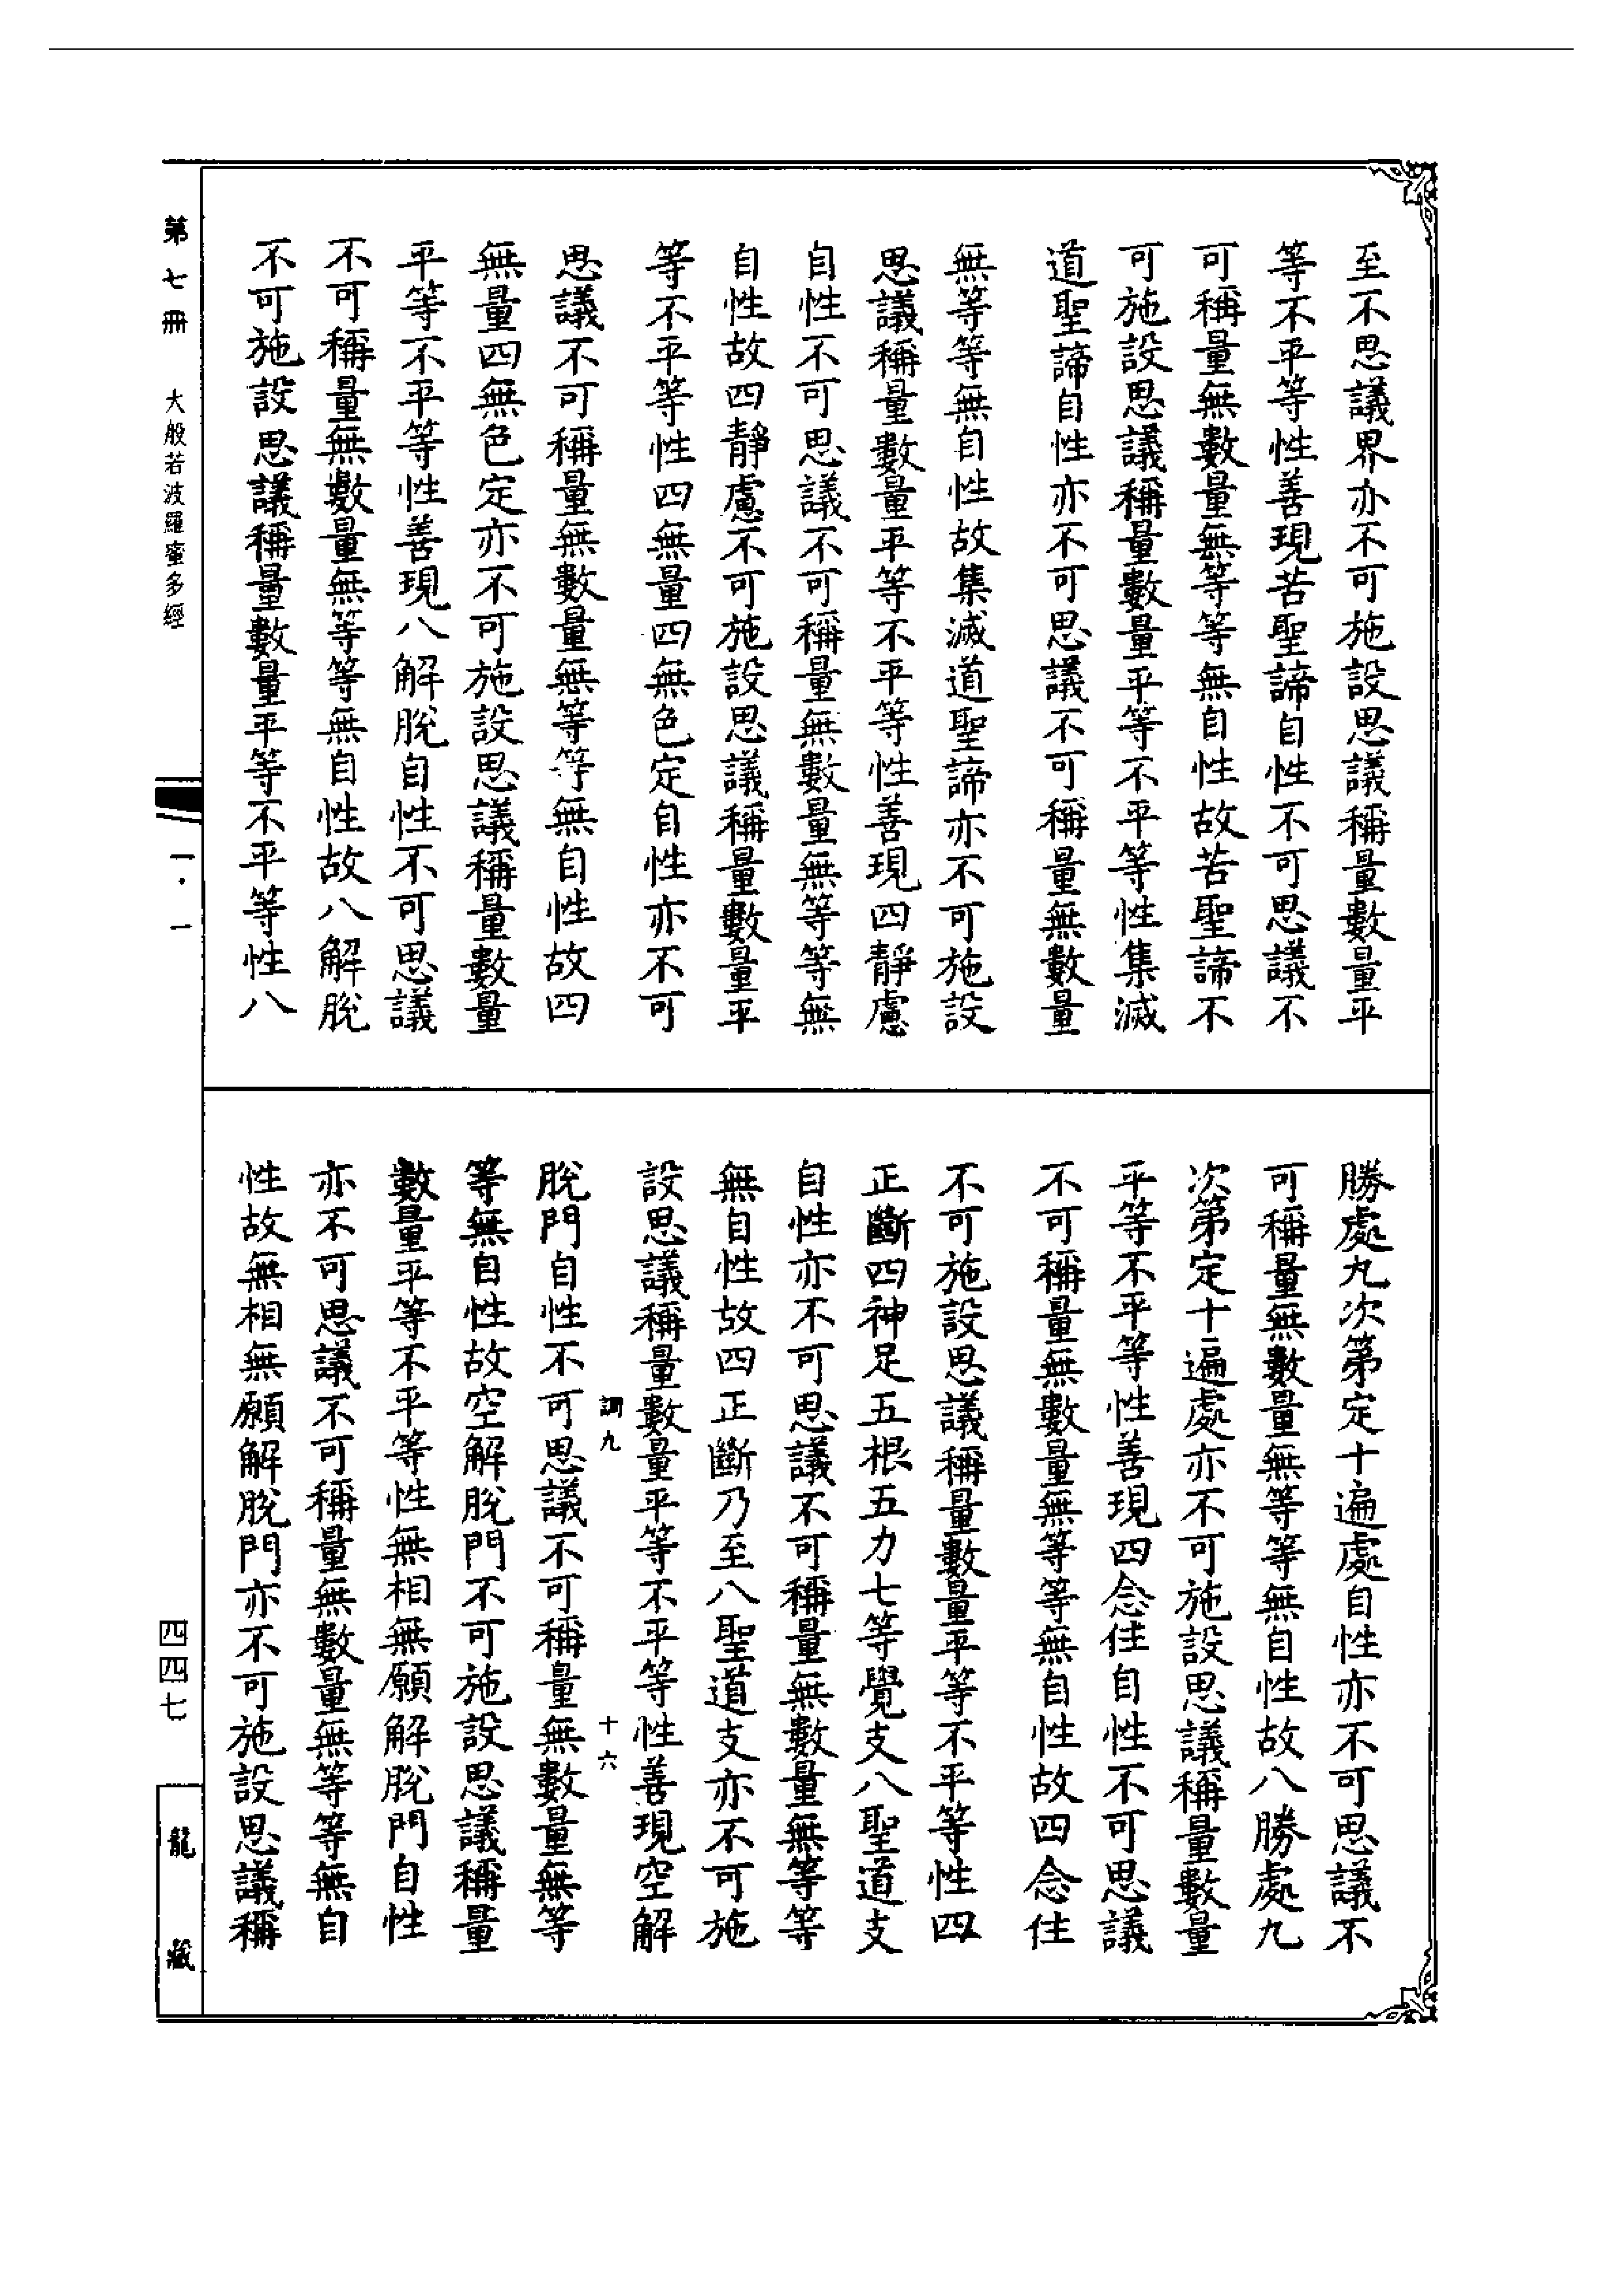 至不思議界亦不可施設思議稱量數量平
等不平等性善現苦聖諦自性不可思議不
可稱量無數量無等等無自性故苦聖諦不
可施設思議稱量數量平等不平等性集滅
道聖諦自性亦不可思議不可稱量無數量
無等等無自性故集滅道聖諦亦不可施設
思議稱量數量平等不平等性善現四靜慮
自性不可思議不可稱量無數量無等等無
自性故四靜慮不可施設思議稱量數量平
等不平等性四無量四無色定自性亦不可
思議不可稱量無數量無等等無自性故四
無量四無色定亦不可施設思議稱量數量
平等不平等性善現八解脫自性不可思議
不可稱量無數量無等等無自性故八解脫
不可施設思議稱量數量平等不平等性八
勝處九次第定十遍處自性亦不可思議不
可稱量無數量無等等無自性故八勝處九
次第定十遍處亦不可施設思議稱量數量
平等不平等性善現四念住自性不可思議
不可稱量無數量無等等無自性故四念住
不可施設思議稱量數量平等不平等性四
正斷四神足五根五力七等覺支八聖道支
自性亦不可思議不可稱量無數量無等等
無自性故四正斷乃至八聖道支亦不可施
設思議稱量數量平等不平等性善現空解
調九 十六
脫門自性不可思議不可稱量無數量無等
等無自性故空解脫門不可施設思議稱量
數量平等不平等性無相無願解脫門自性
亦不可思議不可稱量無數量無等等無自
性故無相無願解脫門亦不可施設思議稱
第七冊 大般若波羅蜜多經 一·一 四四七 龍藏